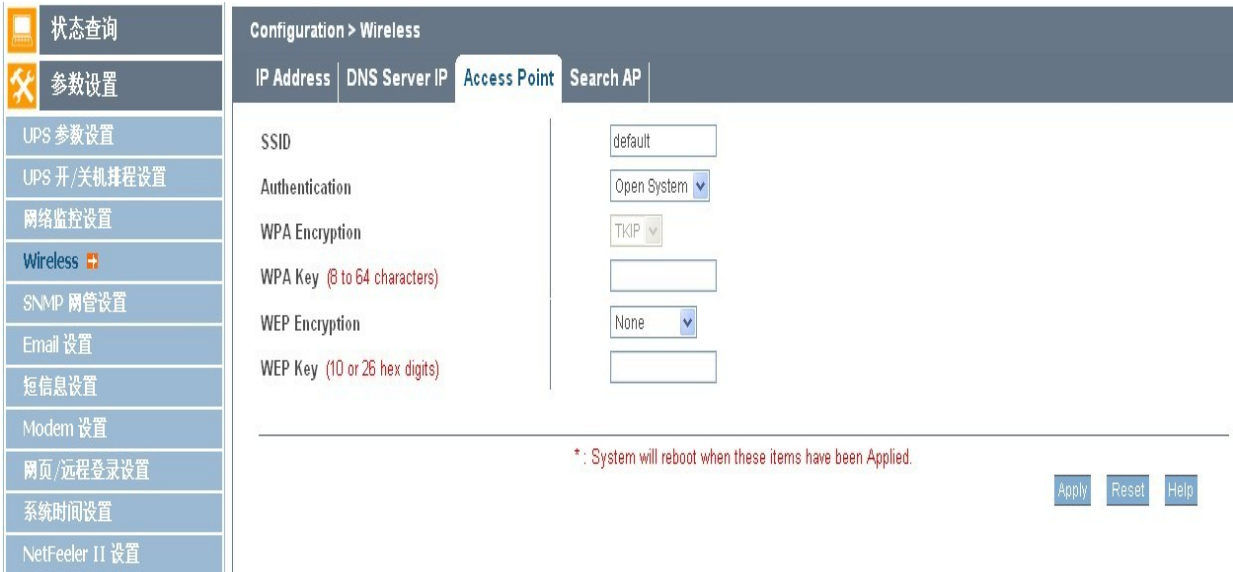 状态查询
参数设置
UPS 参数设置
UPS 开/关机排程设置
网络监控设置
Wireless
SNMP 网管设置
Email 设置
短信息设置
Modem 设置
网页/远程登录设置
系统时间设置
NetFeeler II 设置
Configuration > Wireless
IP Address
DNS Server IP
Access Point
Search AP
SSID
default
Authentication
Open System
WPA Encryption
TKIP
WPA Key (8 to 64 characters)
WEP Encryption
None
WEP Key (10 or 26 hex digits)
* : System will reboot when these items have been Applied.
Apply
Reset
Help